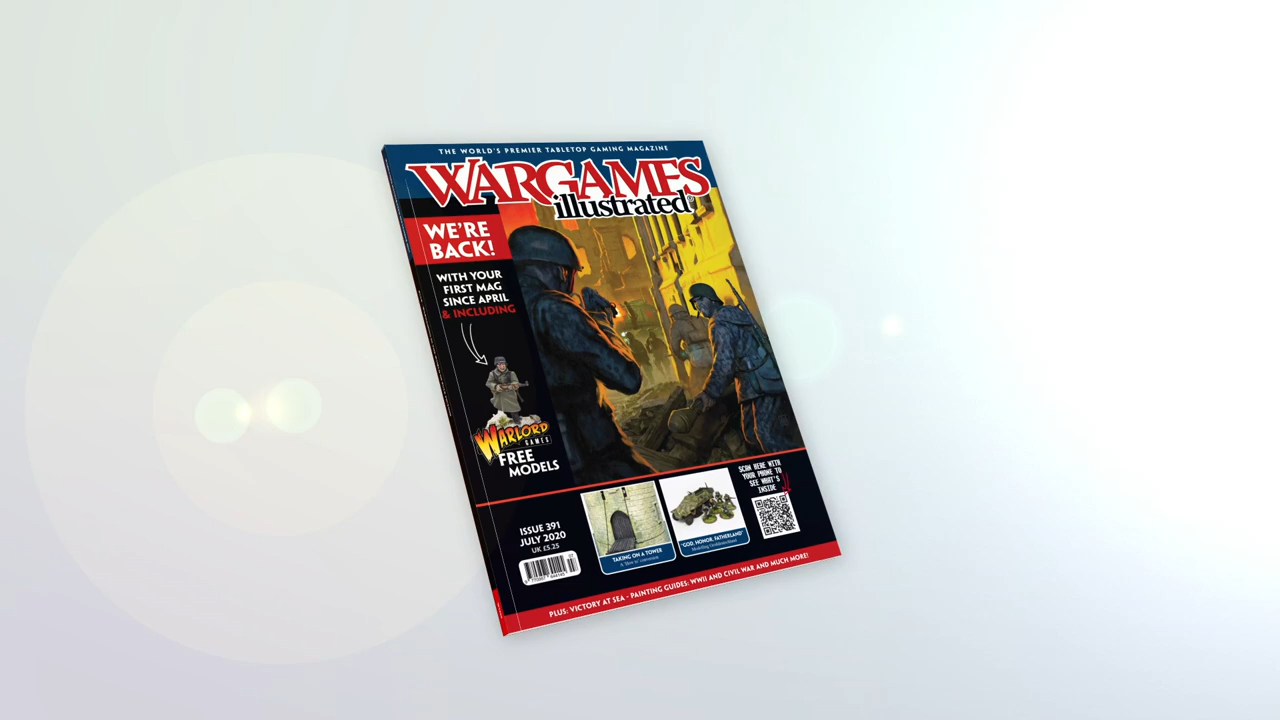 THE WORLD'S PREMIER TABLETOP GAMING MAGAZINE
WARGAMES
illustrated®
WE'RE
BACK!
WITH YOUR
FIRST MAG
SINCE APRIL
& INCLUDING
WARLORD
GAMES
FREE
MODELS
SCAN HERE WITH
YOUR PHONE TO
SEE WHAT'S
INSIDE
ISSUE 391
JULY 2020
UK £5.25
TAKING ON A TOWER
"GOD, HONOR, FATHERLAND"
PLUS: VICTORY AT SEA - PAINTING GUIDES: WWII AND CIVIL WAR AND MUCH MORE!